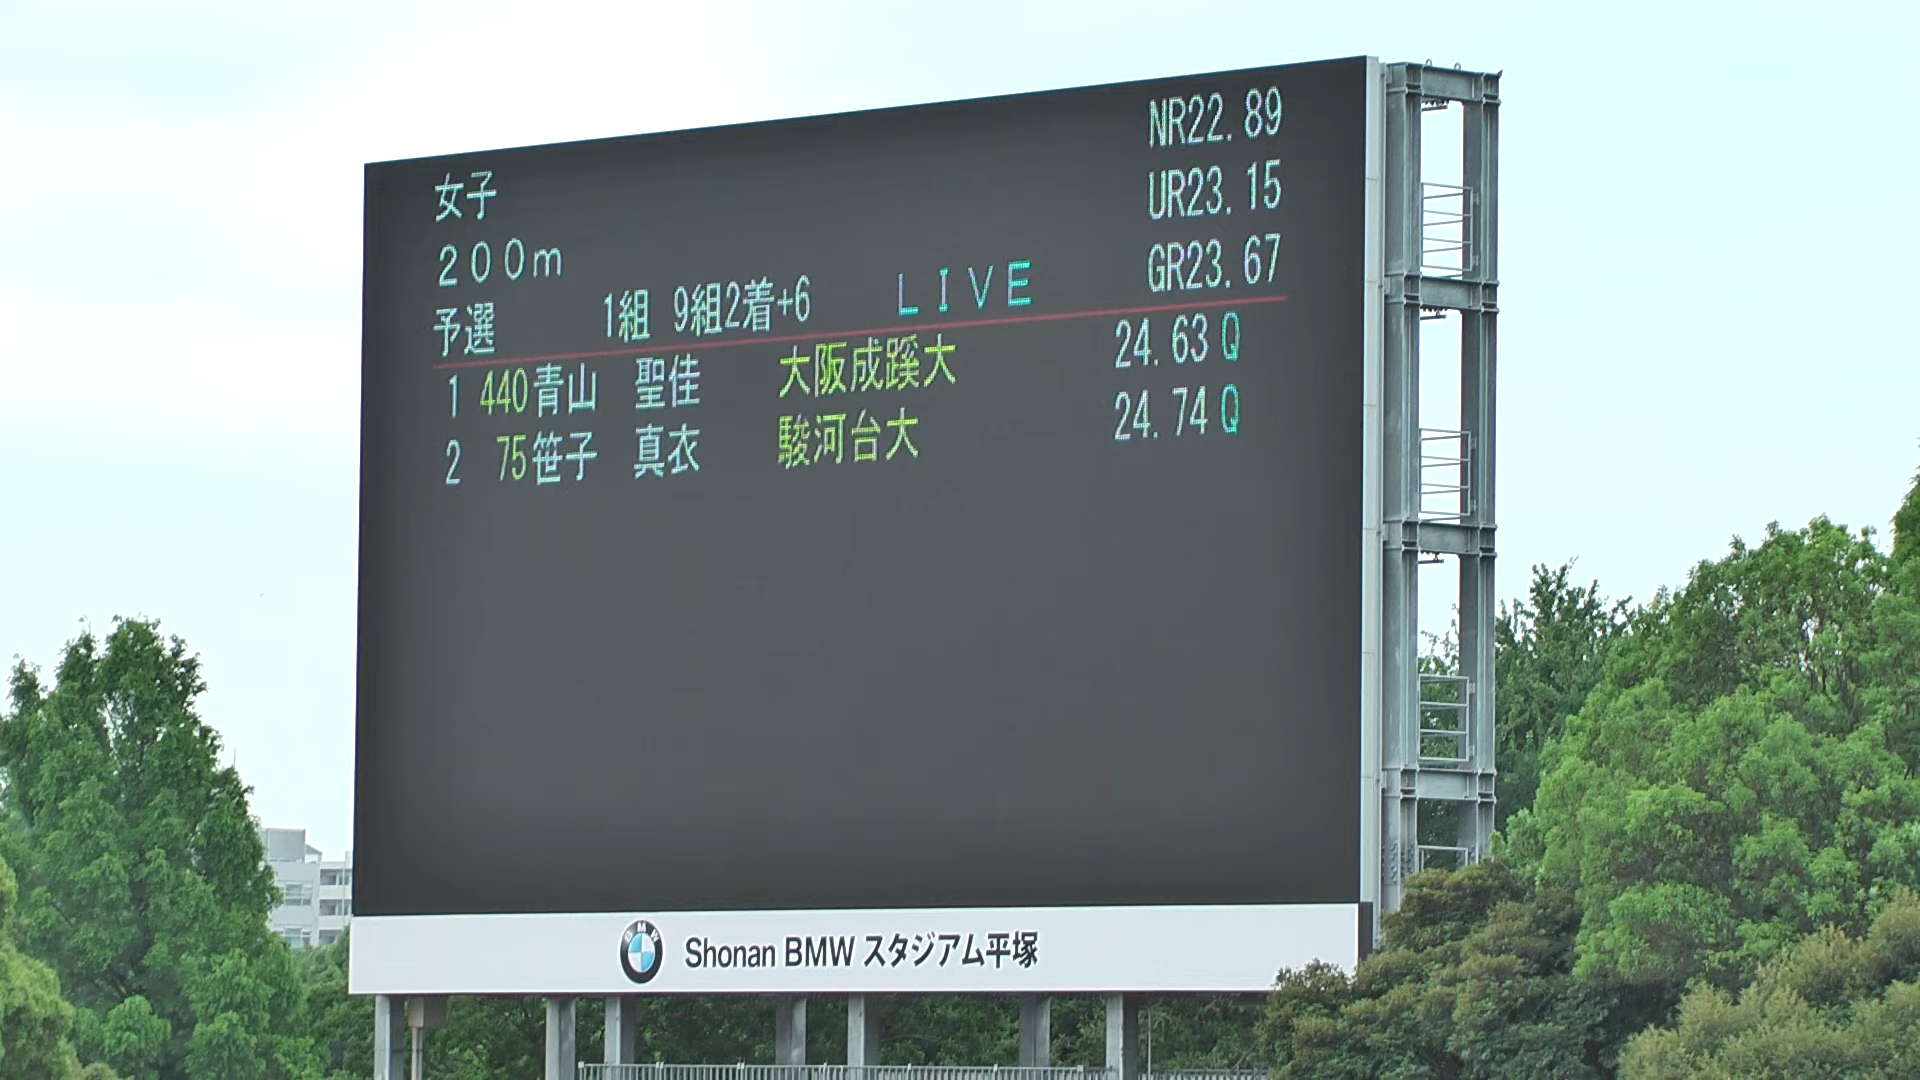 女子
200m
予選 1組 9組2着+6 LIVE
NR22.89
UR23.15
GR23.67
1 440青山 聖佳 大阪成蹊大 24.63 Q
2 75笹子 真衣 駿河台大 24.74 Q
BMW Shonan BMW スタジアム平塚